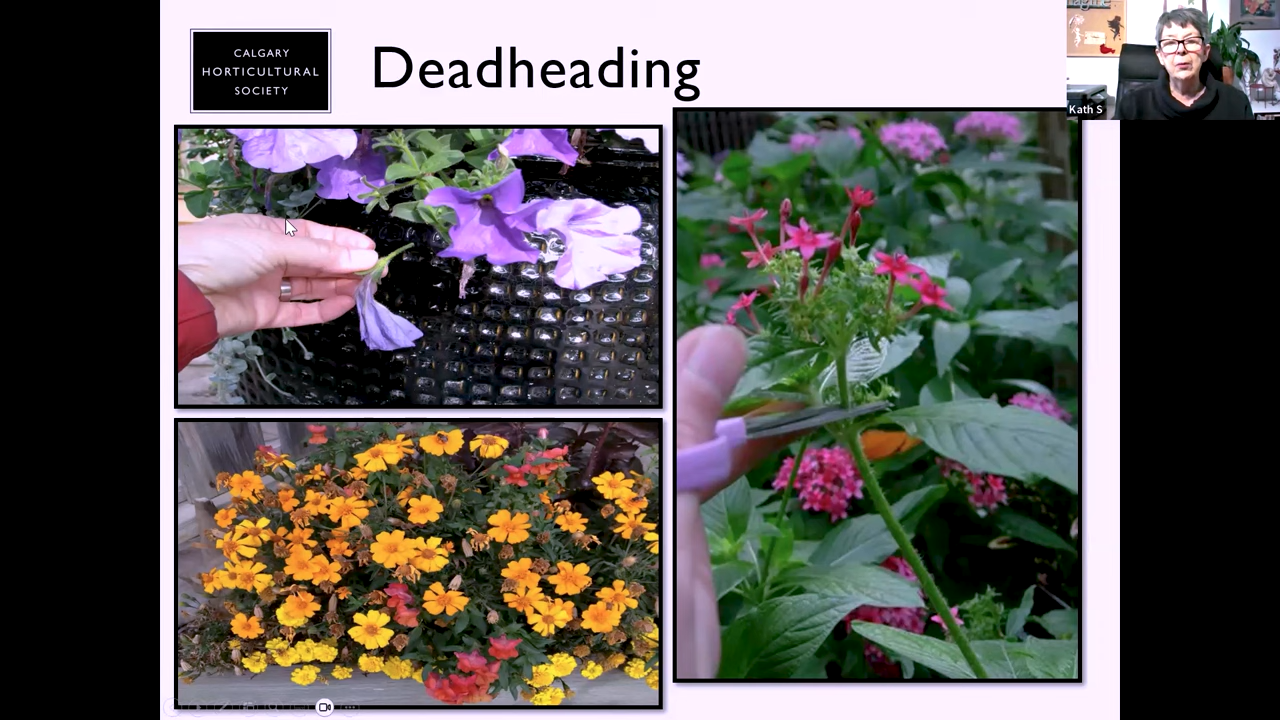 CALGARY
HORTICULTURAL
SOCIETY
Deadheading
Kath S